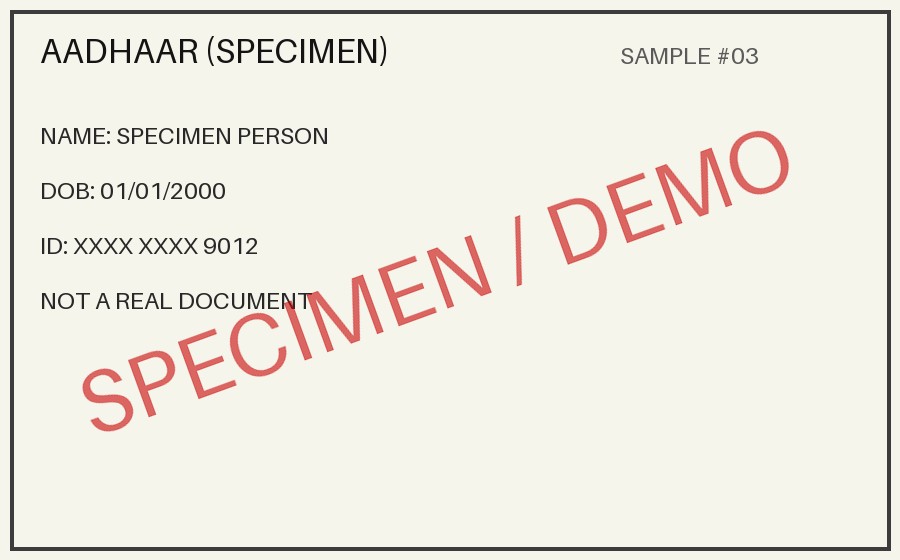 AADHAAR (SPECIMEN)
SAMPLE #03
NAME: SPECIMEN PERSON
DOB: 01/01/2000
ID: XXXX XXXX 9012
NOT A REAL DOCUMENT
SPECIMEN / DEMO